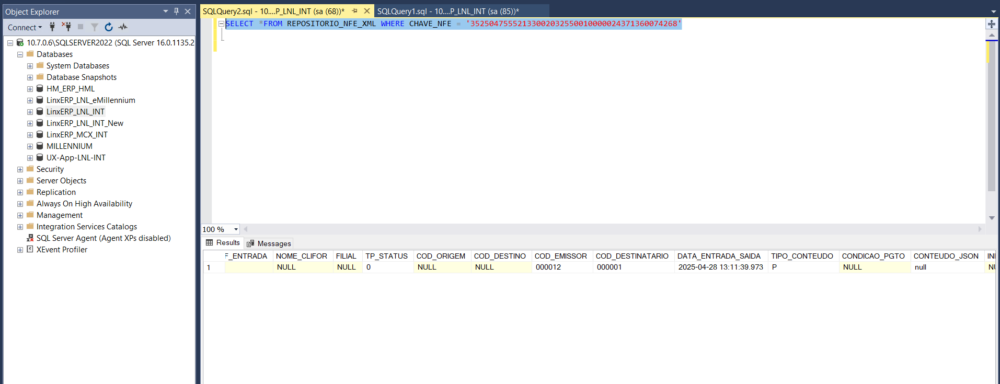 Object Explorer
Connect
10.7.0.6\SQLSERVER2022 (SQL Server 16.0.1135.2
Databases
System Databases
Database Snapshots
HM_ERP_HML
LinxERP_LNL_eMillennium
LinxERP_LNL_INT
LinxERP_LNL_INT_New
LinxERP_MCX_INT
MILLENNIUM
UX-App-LNL-INT
Security
Server Objects
Replication
Always On High Availability
Management
Integration Services Catalogs
SQL Server Agent (Agent XPs disabled)
XEvent Profiler
SQLQuery2.sql - 10....P_LNL_INT (sa (68))* SQLQuery1.sql - 10....P_LNL_INT (sa (85))*
SELECT *FROM REPOSITORIO_NFE_XML WHERE CHAVE_NFE = '35250475552133002032550010000024371360074268'
100 %
Results Messages
F_ENTRADA NOME_CLIFOR FILIAL TP_STATUS COD_ORIGEM COD_DESTINO COD_EMISSOR COD_DESTINATARIO DATA_ENTRADA_SAIDA TIPO_CONTEUDO CONDICAO_PGTO CONTEUDO_JSON INI
1 NULL NULL 0 NULL NULL 000012 000001 2025-04-28 13:11:39.973 P NULL null NU